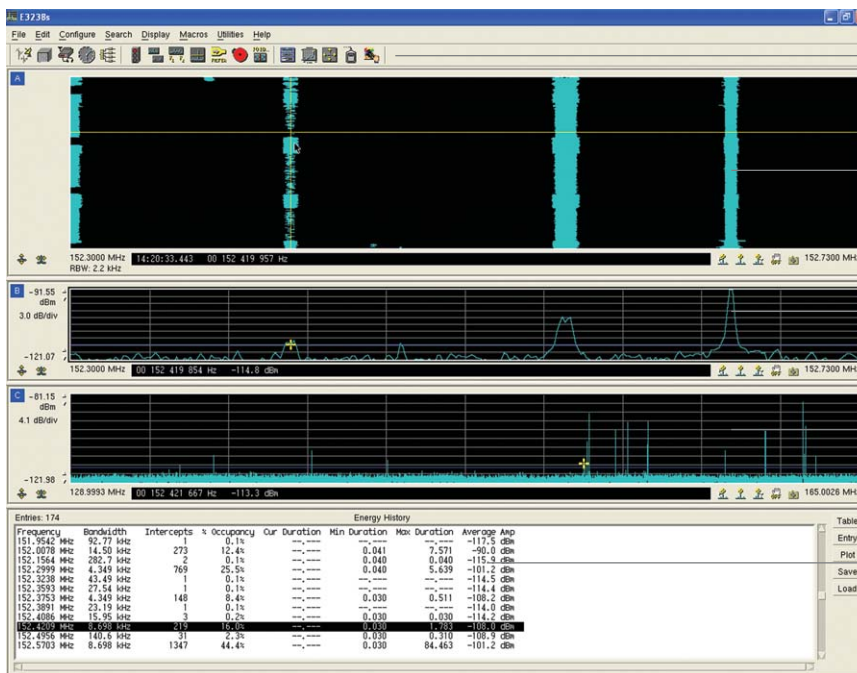 E3238s
File Edit Configure Search Display Macros Utilities Help
A
152.3000 MHz 14:20:33.443 00 152 419 957 Hz 152.7300 MHz
RBW: 2.2 kHz
B -91.55
dBm
3.0 dB/div
-121.07
152.3000 MHz 00 152 419 854 Hz -114.8 dBm 152.7300 MHz
C -81.15
dBm
4.1 dB/div
-121.98
128.9993 MHz 00 152 421 667 Hz -113.3 dBm 165.0026 MHz
Entries: 174 Energy History Table
Frequency Bandwidth Intercepts % Occupancy Cur Duration Min Duration Max Duration Average Amp
151.9542 MHz 92.77 kHz 1 0.1% --.--- --.--- --.--- -117.5 dBm
152.0078 MHz 14.50 kHz 273 12.4% --.--- 0.041 7.571 -90.0 dBm
152.1564 MHz 282.7 kHz 2 0.1% --.--- 0.040 0.040 -115.9 dBm
152.2999 MHz 4.349 kHz 769 25.5% --.--- 0.040 5.639 -101.2 dBm
152.3238 MHz 43.49 kHz 1 0.1% --.--- --.--- --.--- -114.5 dBm
152.3593 MHz 27.54 kHz 1 0.1% --.--- --.--- --.--- -114.4 dBm
152.3753 MHz 4.349 kHz 148 8.4% --.--- 0.030 0.511 -108.2 dBm
152.3891 MHz 23.19 kHz 1 0.1% --.--- --.--- --.--- -114.0 dBm
152.4086 MHz 15.95 kHz 3 0.2% --.--- 0.030 0.030 -114.2 dBm
152.4209 MHz 8.698 kHz 219 16.0% --.--- 0.030 1.783 -108.0 dBm
152.4956 MHz 140.6 kHz 31 2.3% --.--- 0.030 0.310 -108.9 dBm
152.5703 MHz 8.698 kHz 1347 44.4% --.--- 0.030 84.463 -101.2 dBm
Entry
Plot
Save
Load